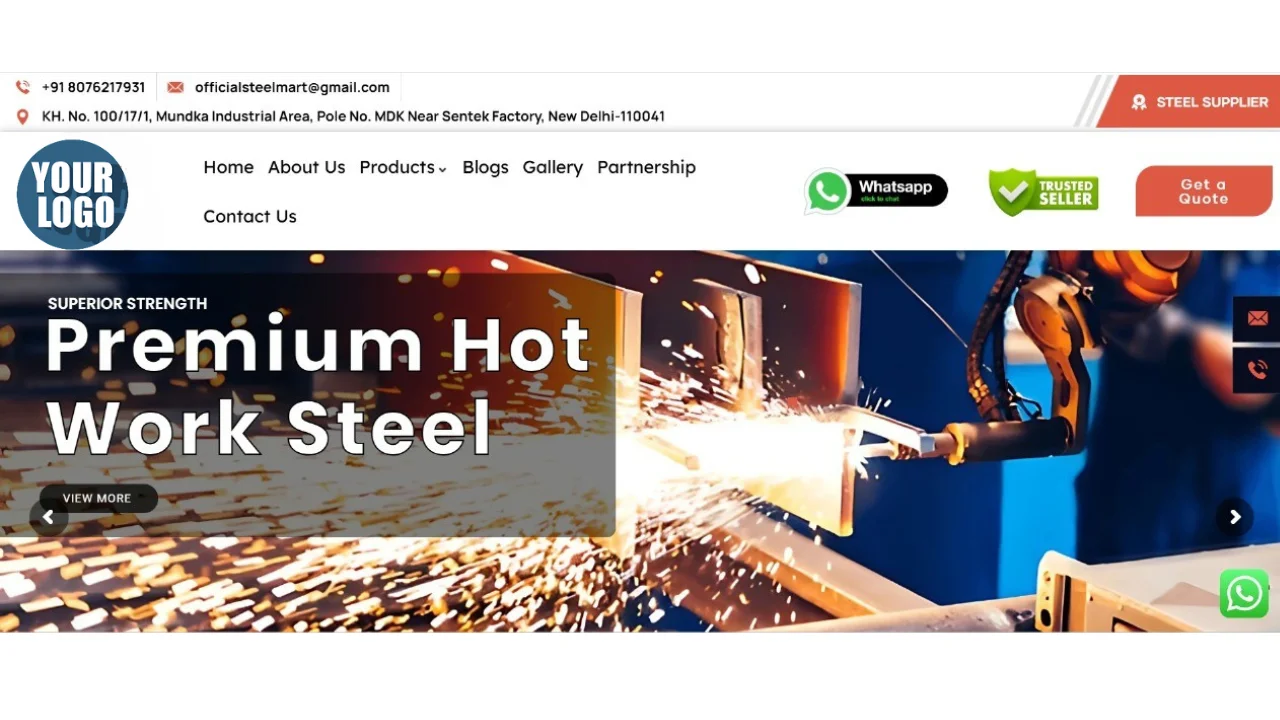 +91 8076217931
officialsteelmart@gmail.com
KH. No. 100/17/1, Mundka Industrial Area, Pole No. MDK Near Sentek Factory, New Delhi-110041
STEEL SUPPLIER
YOUR
LOGO
Home About Us Products Blogs Gallery Partnership
Contact Us
Whatsapp
click to chat
TRUSTED
SELLER
Get a
Quote
SUPERIOR STRENGTH
Premium Hot
Work Steel
VIEW MORE